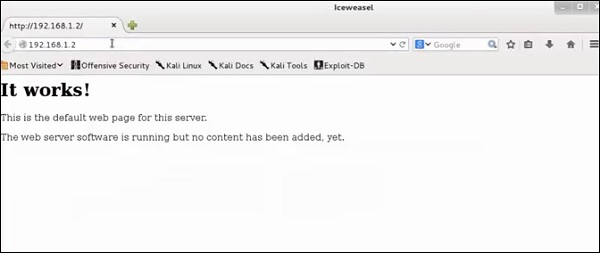 Iceweasel
http://192.168.1.2/
192.168.1.2
Google
Most Visited Offensive Security Kali Linux Kali Docs Kali Tools Exploit-DB
It works!
This is the default web page for this server.
The web server software is running but no content has been added, yet.